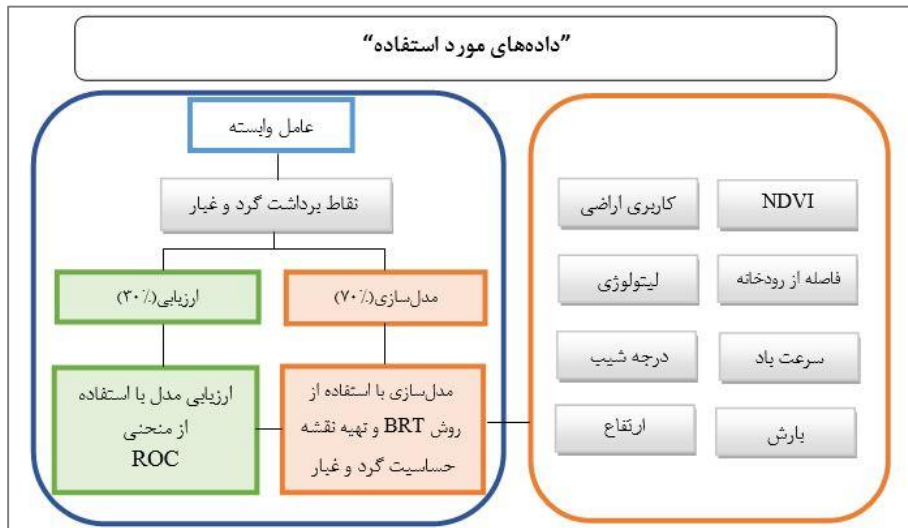 ”داده‌های مورد استفاده“
عامل وابسته
نقاط برداشت گرد و غبار
مدل‌سازی(۷۰٪)
ارزیابی(۳۰٪)
مدل‌سازی با استفاده از
روش BRT و تهیه نقشه
حساسیت گرد و غبار
ارزیابی مدل با استفاده
از منحنی
ROC
NDVI
کاربری اراضی
فاصله از رودخانه
لیتولوژی
سرعت باد
درجه شیب
بارش
ارتفاع